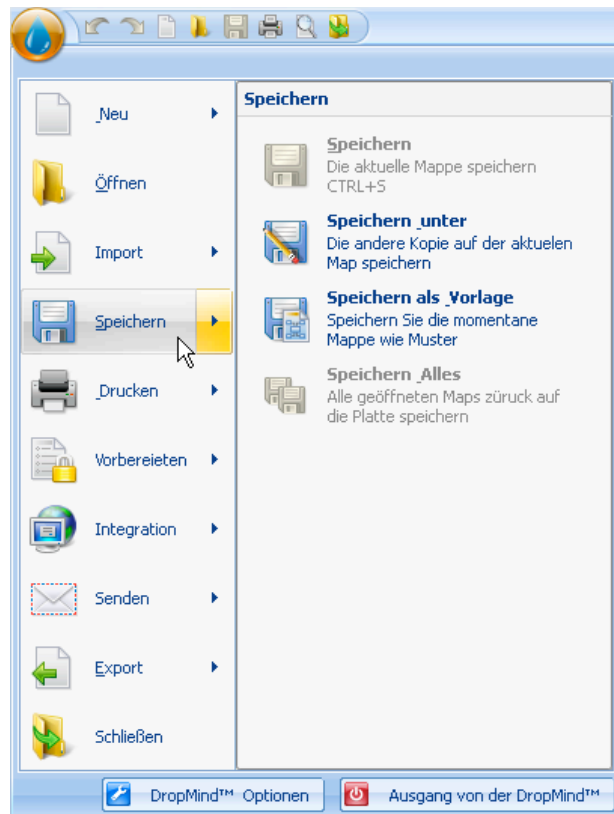 _Neu
Öffnen
Import
Speichern
_Drucken
Vorbereieten
Integration
Senden
Export
Schließen
Speichern
Speichern
Die aktuelle Mappe speichern
CTRL+S
Speichern _unter
Die andere Kopie auf der aktuelen
Map speichern
Speichern als _Vorlage
Speichern Sie die momentane
Mappe wie Muster
Speichern _Alles
Alle geöffneten Maps züruck auf
die Platte speichern
DropMind™ Optionen
Ausgang von der DropMind™